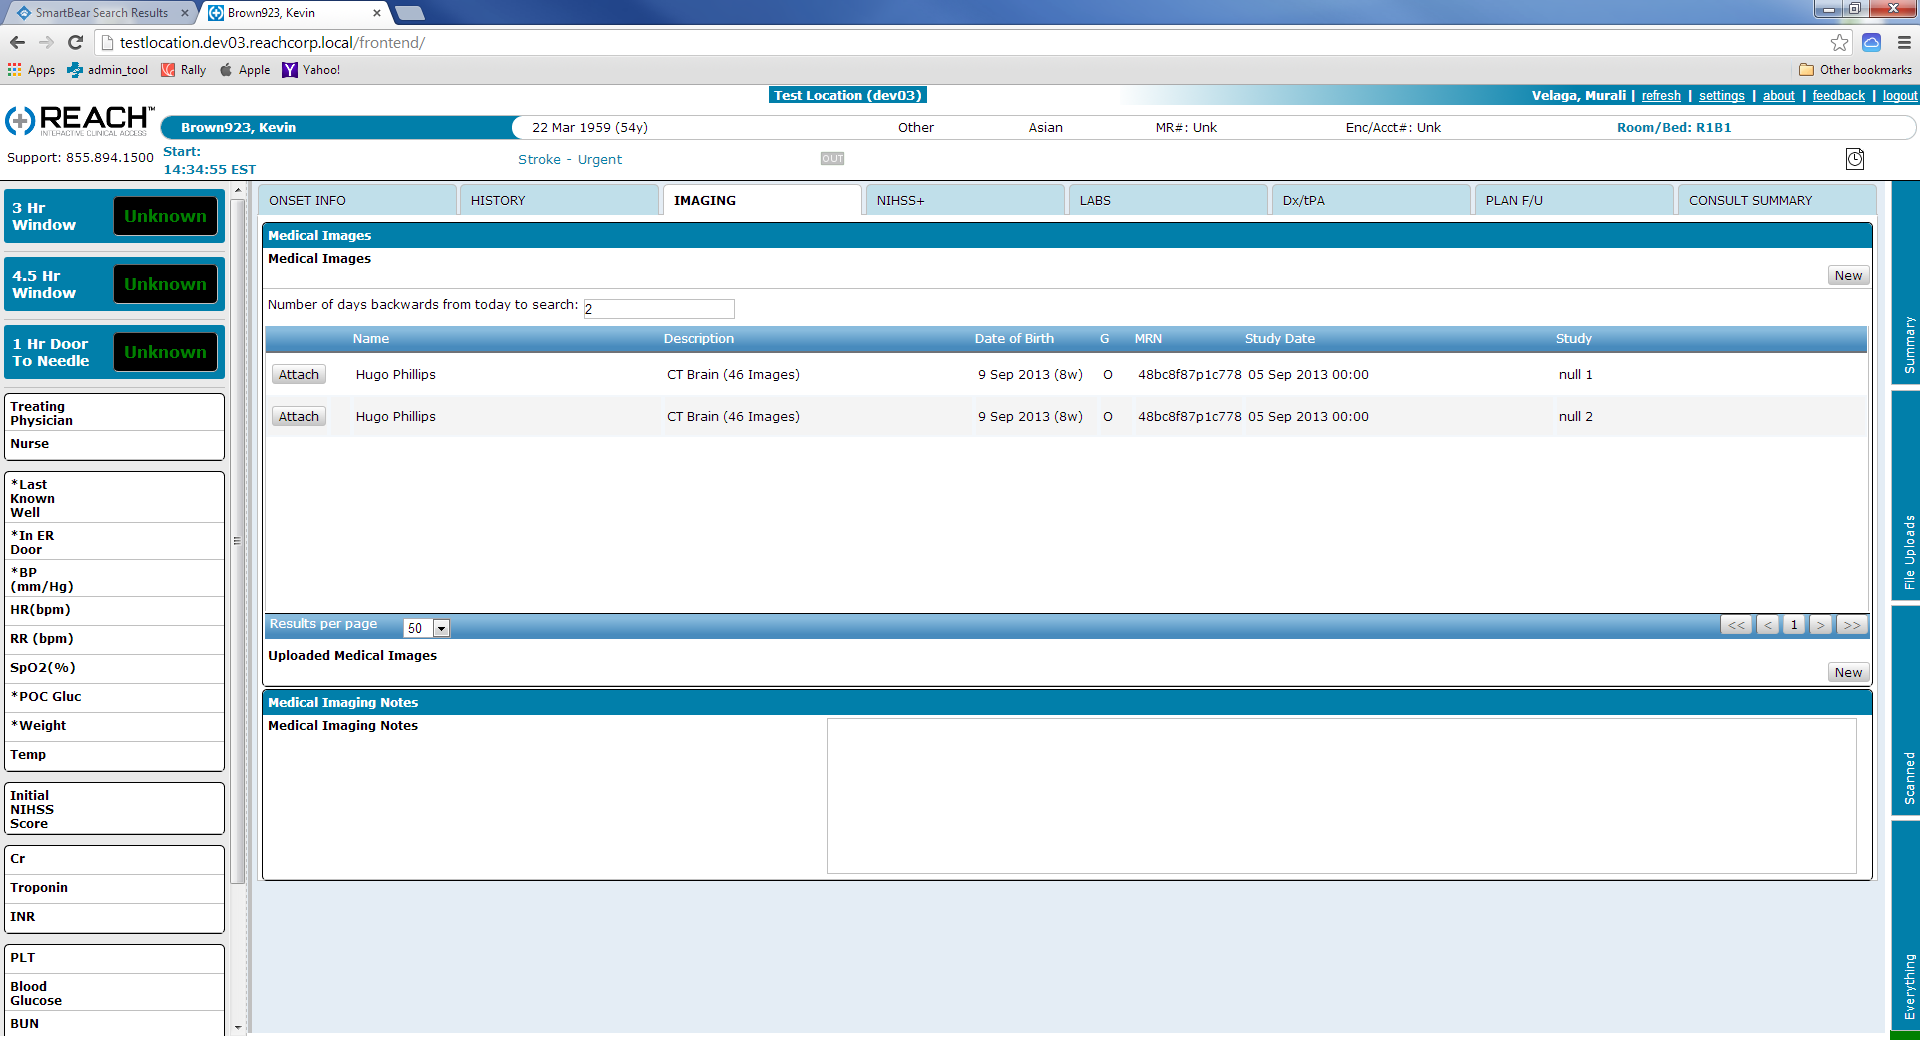 SmartBear Search Results
Brown923, Kevin
testlocation.dev03.reachcorp.local/frontend/
Apps admin_tool Rally Apple Yahoo! Other bookmarks
Test Location (dev03) Velaga, Murali | refresh | settings | about | feedback | logout
REACH™
INTERACTIVE CLINICAL ACCESS
Brown923, Kevin 22 Mar 1959 (54y) Other Asian MR#: Unk Enc/Acct#: Unk Room/Bed: R1B1
Support: 855.894.1500
Start:
14:34:55 EST
Stroke - Urgent OUT
3 Hr
Window
Unknown
4.5 Hr
Window
Unknown
1 Hr Door
To Needle
Unknown
Treating
Physician
Nurse
*Last
Known
Well
*In ER
Door
*BP
(mm/Hg)
HR(bpm)
RR (bpm)
SpO2(%)
*POC Gluc
*Weight
Temp
Initial
NIHSS
Score
Cr
Troponin
INR
PLT
Blood
Glucose
BUN
ONSET INFO HISTORY IMAGING NIHSS+ LABS Dx/tPA PLAN F/U CONSULT SUMMARY
Medical Images
Medical Images
New
Number of days backwards from today to search: 2
Name Description Date of Birth G MRN Study Date Study
Attach Hugo Phillips CT Brain (46 Images) 9 Sep 2013 (8w) O 48bc8f87p1c778 05 Sep 2013 00:00 null 1
Attach Hugo Phillips CT Brain (46 Images) 9 Sep 2013 (8w) O 48bc8f87p1c778 05 Sep 2013 00:00 null 2
Results per page 50 << < 1 > >>
Uploaded Medical Images
New
Medical Imaging Notes
Medical Imaging Notes
Summary
File Uploads
Scanned
Everything